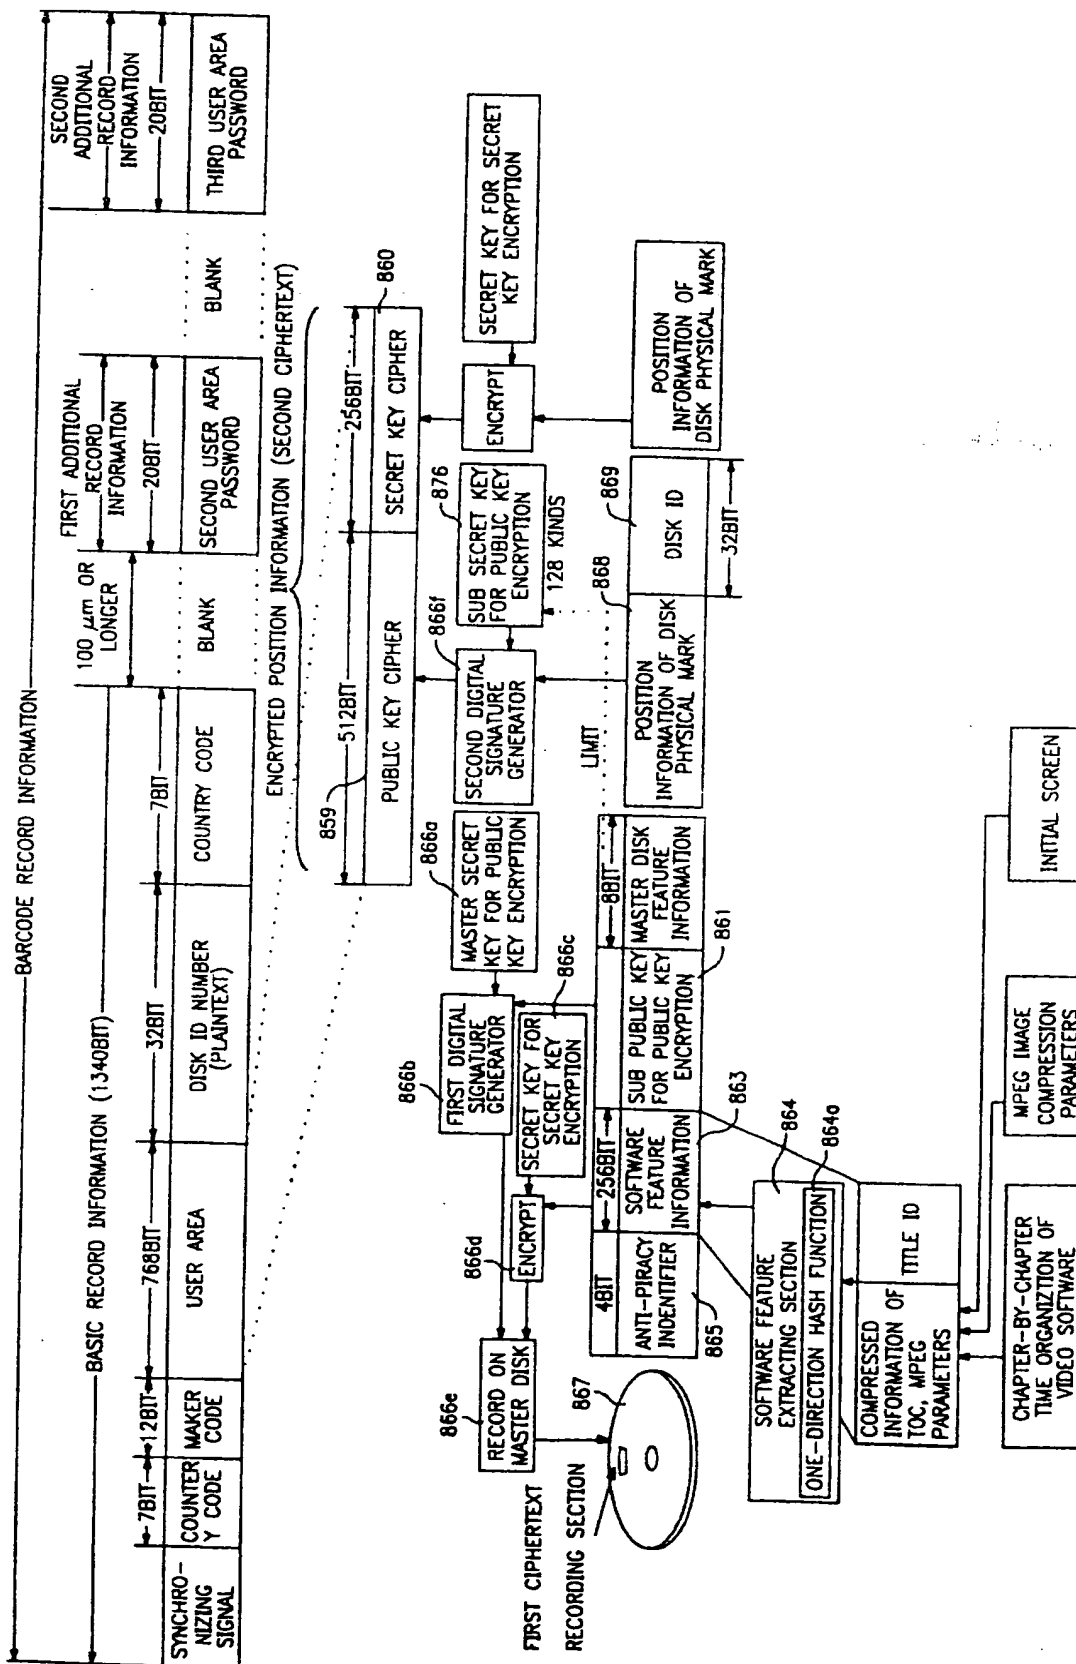 BARCODE RECORD INFORMATION
BASIC RECORD INFORMATION (1340BIT)
100 μm OR
LONGER
FIRST ADDITIONAL
RECORD
INFORMATION
SECOND
ADDITIONAL
RECORD
INFORMATION
7BIT
12BIT
768BIT
32BIT
7BIT
20BIT
20BIT
SYNCHRO-
NIZING
SIGNAL
COUNTER
Y CODE
MAKER
CODE
USER AREA
DISK ID NUMBER
(PLAINTEXT)
COUNTRY CODE
BLANK
SECOND USER AREA
PASSWORD
BLANK
THIRD USER AREA
PASSWORD
ENCRYPTED POSITION INFORMATION (SECOND CIPHERTEXT)
859
512BIT
256BIT
860
PUBLIC KEY CIPHER
SECRET KEY CIPHER
866e
RECORD ON
MASTER DISK
866d
ENCRYPT
866b
FIRST DIGITAL
SIGNATURE
GENERATOR
866a
MASTER SECRET
KEY FOR PUBLIC
KEY ENCRYPTION
866c
SECRET KEY FOR
SECRET KEY
ENCRYPTION
SECOND DIGITAL
SIGNATURE
GENERATOR
866f
SUB SECRET KEY
FOR PUBLIC KEY
ENCRYPTION
876
128 KINDS
ENCRYPT
SECRET KEY FOR SECRET
KEY ENCRYPTION
FIRST CIPHERTEXT
RECORDING SECTION
867
LIMIT
4BIT
256BIT
8BIT
ANTI-PIRACY
INDENTIFIER
865
SOFTWARE
FEATURE
INFORMATION
863
SUB PUBLIC KEY
FOR PUBLIC KEY
ENCRYPTION
861
MASTER DISK
FEATURE
INFORMATION
POSITION
INFORMATION OF DISK
PHYSICAL MARK
868
DISK ID
869
32BIT
POSITION
INFORMATION OF
DISK PHYSICAL MARK
SOFTWARE FEATURE
EXTRACTING SECTION
864
ONE-DIRECTION HASH FUNCTION
864a
COMPRESSED
INFORMATION OF
TOC, MPEG
PARAMETERS
TITLE ID
CHAPTER-BY-CHAPTER
TIME ORGANIZTION OF
VIDEO SOFTWARE
MPEG IMAGE
COMPRESSION
PARAMETERS
INITIAL SCREEN